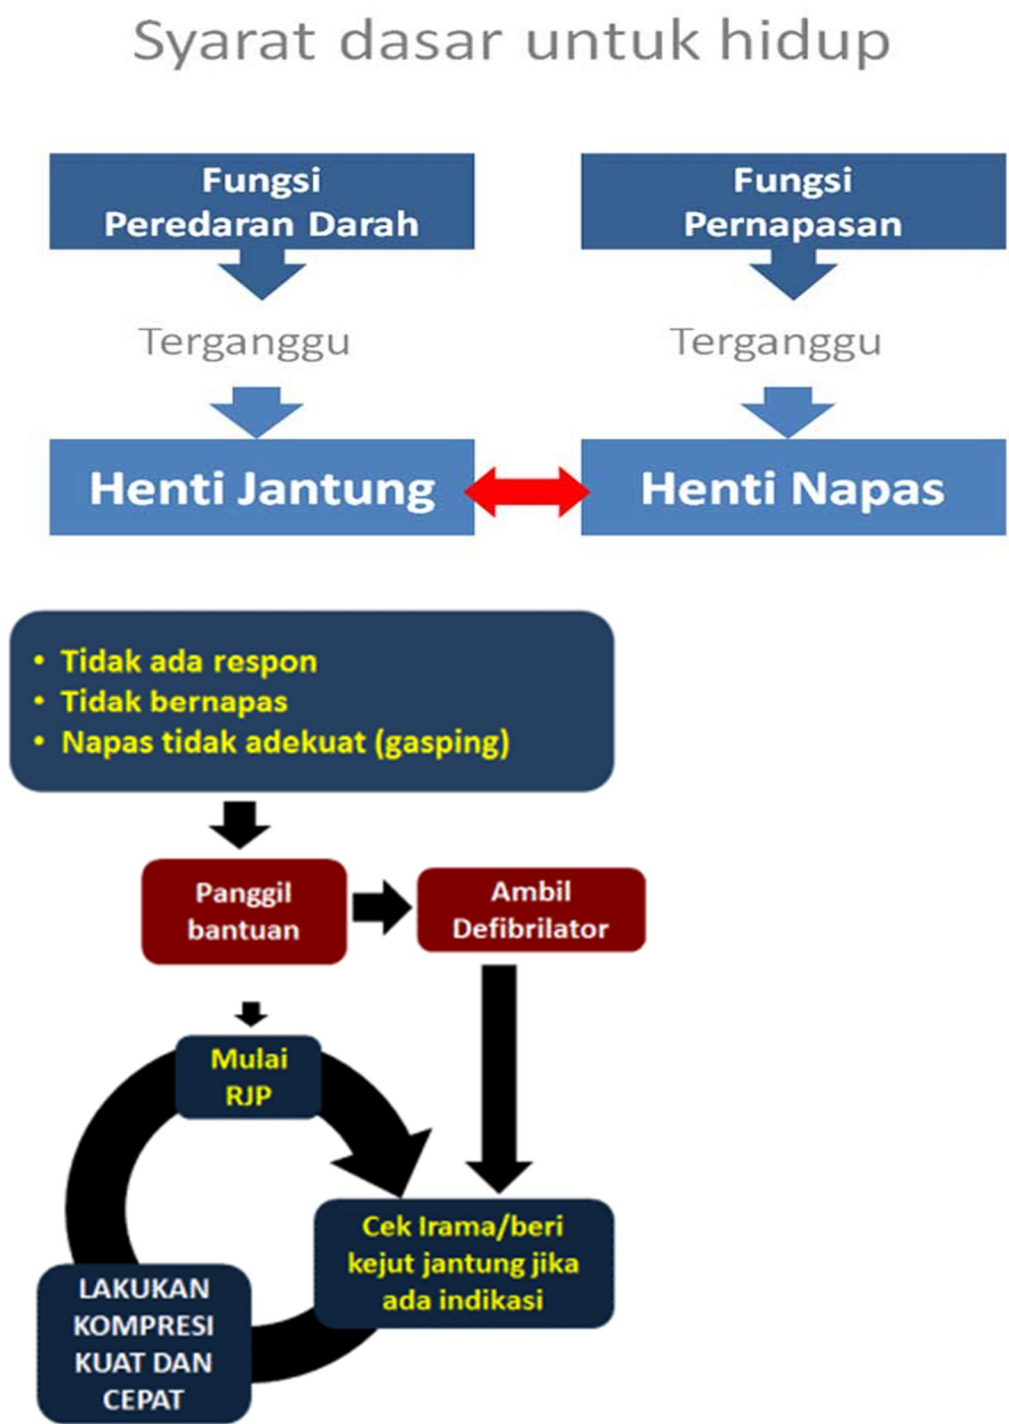 Syarat dasar untuk hidup
Fungsi
Peredaran Darah
Fungsi
Pernapasan
Terganggu
Terganggu
Henti Jantung
Henti Napas
• Tidak ada respon
• Tidak bernapas
• Napas tidak adekuat (gasping)
Panggil
bantuan
Ambil
Defibrilator
Mulai
RJP
Cek Irama/beri
kejut jantung jika
ada indikasi
LAKUKAN
KOMPRESI
KUAT DAN
CEPAT